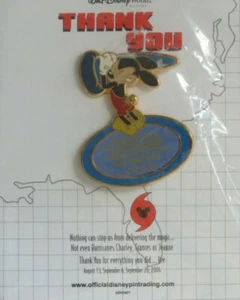 Walt Disney World
THANK
YOU
Nothing can stop us from delivering the magic...
Not even Hurricanes Charley, Frances or Jeanne
Thank You for everything you did...
August 13, September 4, September 25, 2004
www.officialdisneypintrading.com